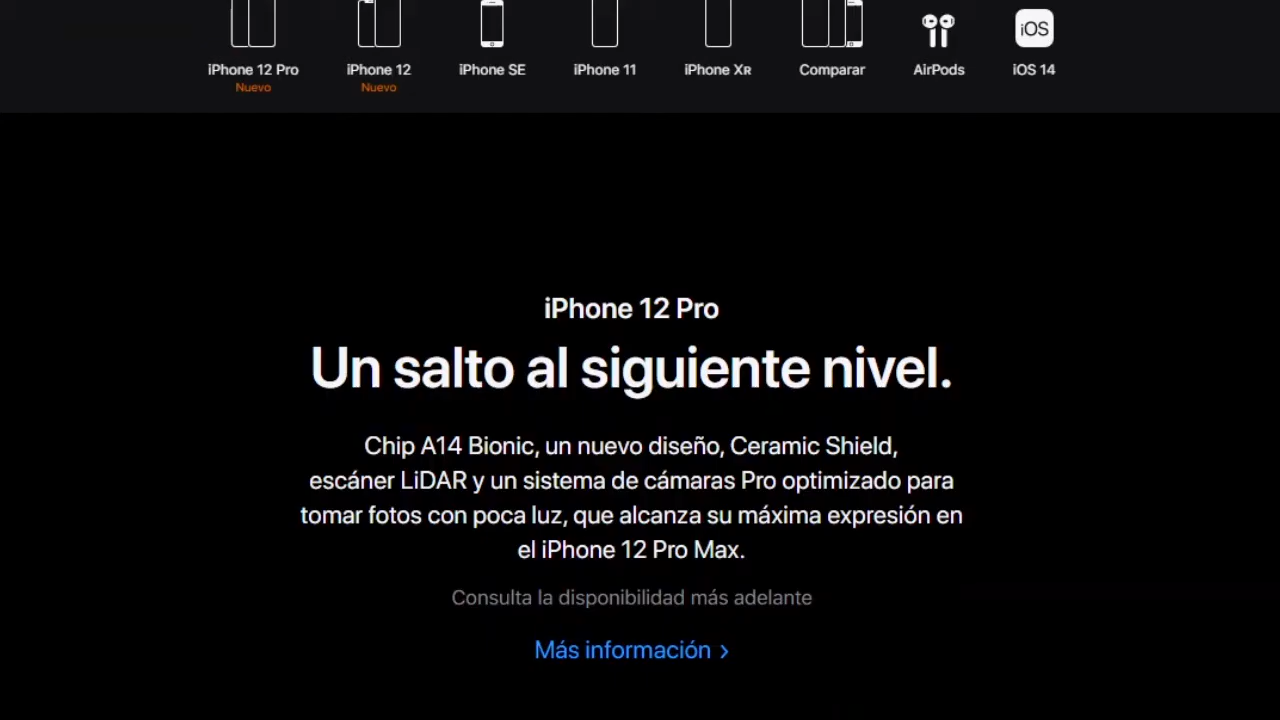 iPhone 12 Pro
Nuevo
iPhone 12
Nuevo
iPhone SE
iPhone 11
iPhone XR
Comparar
AirPods
iOS
iOS 14
iPhone 12 Pro
Un salto al siguiente nivel.
Chip A14 Bionic, un nuevo diseño, Ceramic Shield,
escáner LiDAR y un sistema de cámaras Pro optimizado para
tomar fotos con poca luz, que alcanza su máxima expresión en
el iPhone 12 Pro Max.
Consulta la disponibilidad más adelante
Más información >